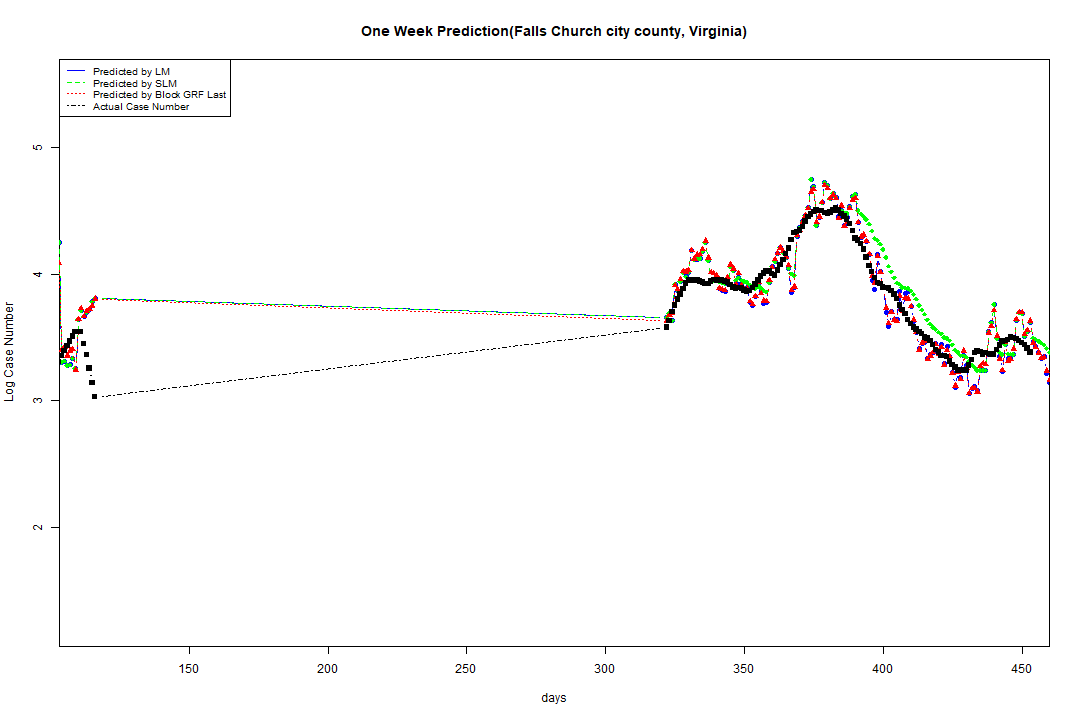 One Week Prediction(Falls Church city county, Virginia)
Predicted by LM
Predicted by SLM
Predicted by Block GRF Last
Actual Case Number
5
4
3
2
Log Case Number
150 200 250 300 350 400 450
days